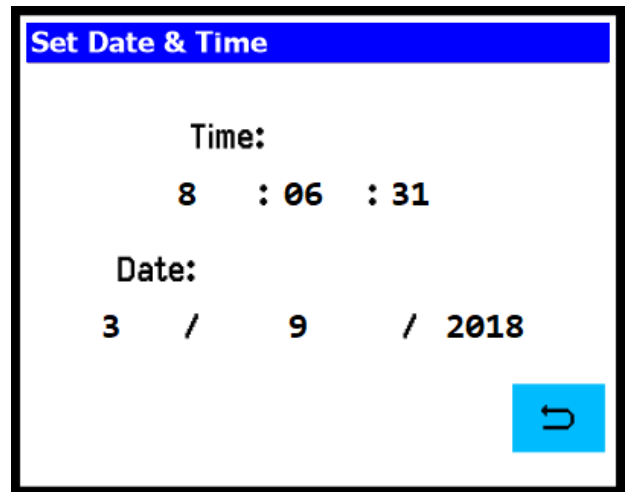 Set Date & Time
Time:
8 : 06 : 31
Date:
3 / 9 / 2018